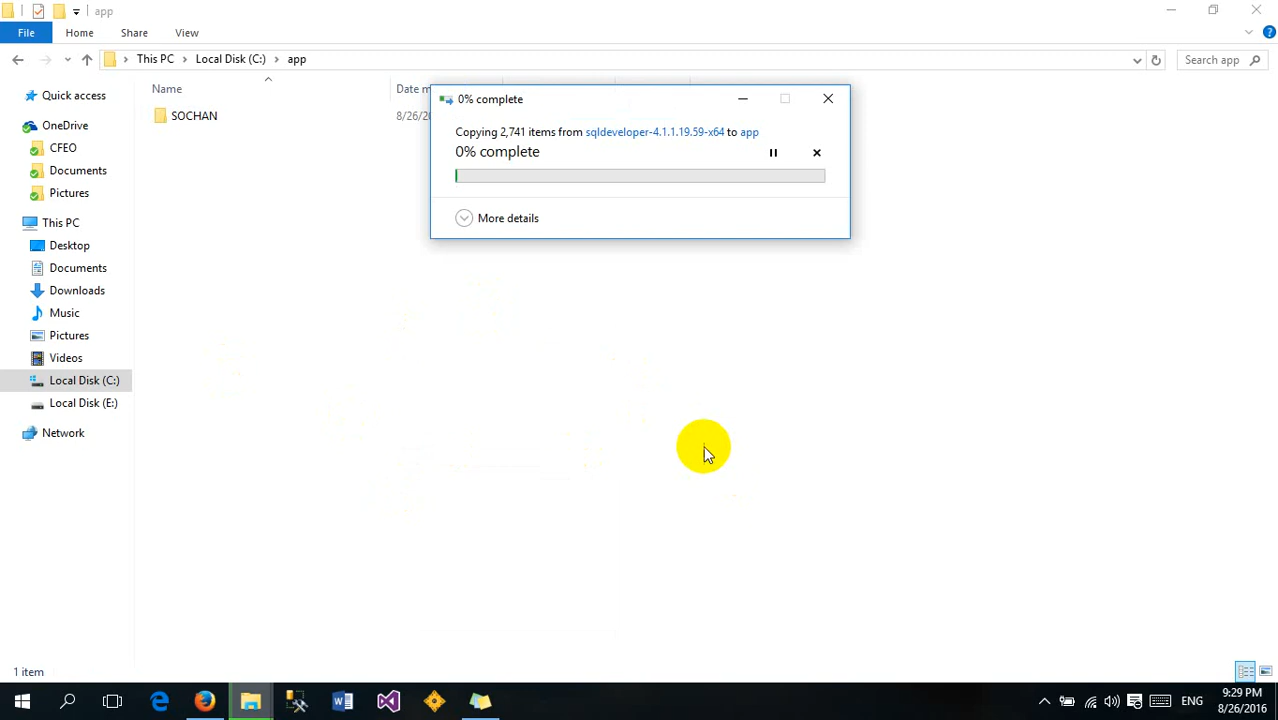 app
File Home Share View
This PC Local Disk (C:) app
Search app
Name
Date m
SOCHAN
8/26/20
0% complete
Copying 2,741 items from sqldeveloper-4.1.1.19.59-x64 to app
0% complete
More details
Quick access
OneDrive
CFEO
Documents
Pictures
This PC
Desktop
Documents
Downloads
Music
Pictures
Videos
Local Disk (C:)
Local Disk (E:)
Network
1 item
ENG
9:29 PM
8/26/2016